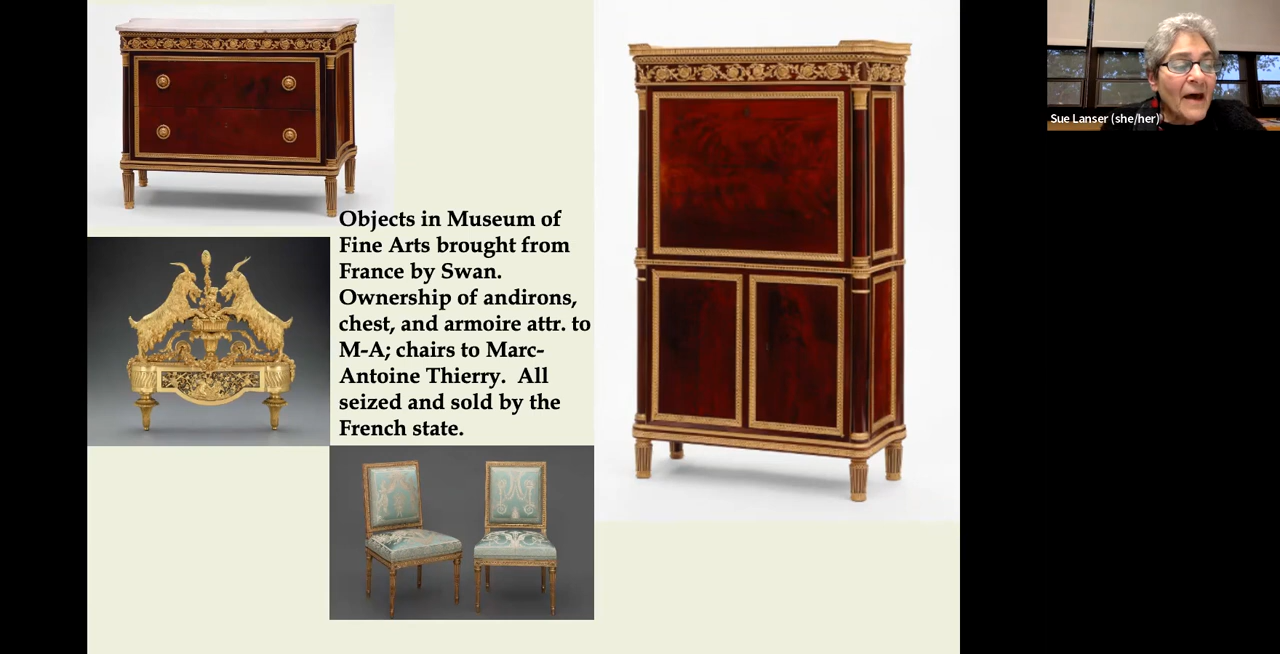 Objects in Museum of
Fine Arts brought from
France by Swan.
Ownership of andirons,
chest, and armoire attr. to
M-A; chairs to Marc-
Antoine Thierry.  All
seized and sold by the
French state.
Sue Lanser (she/her)